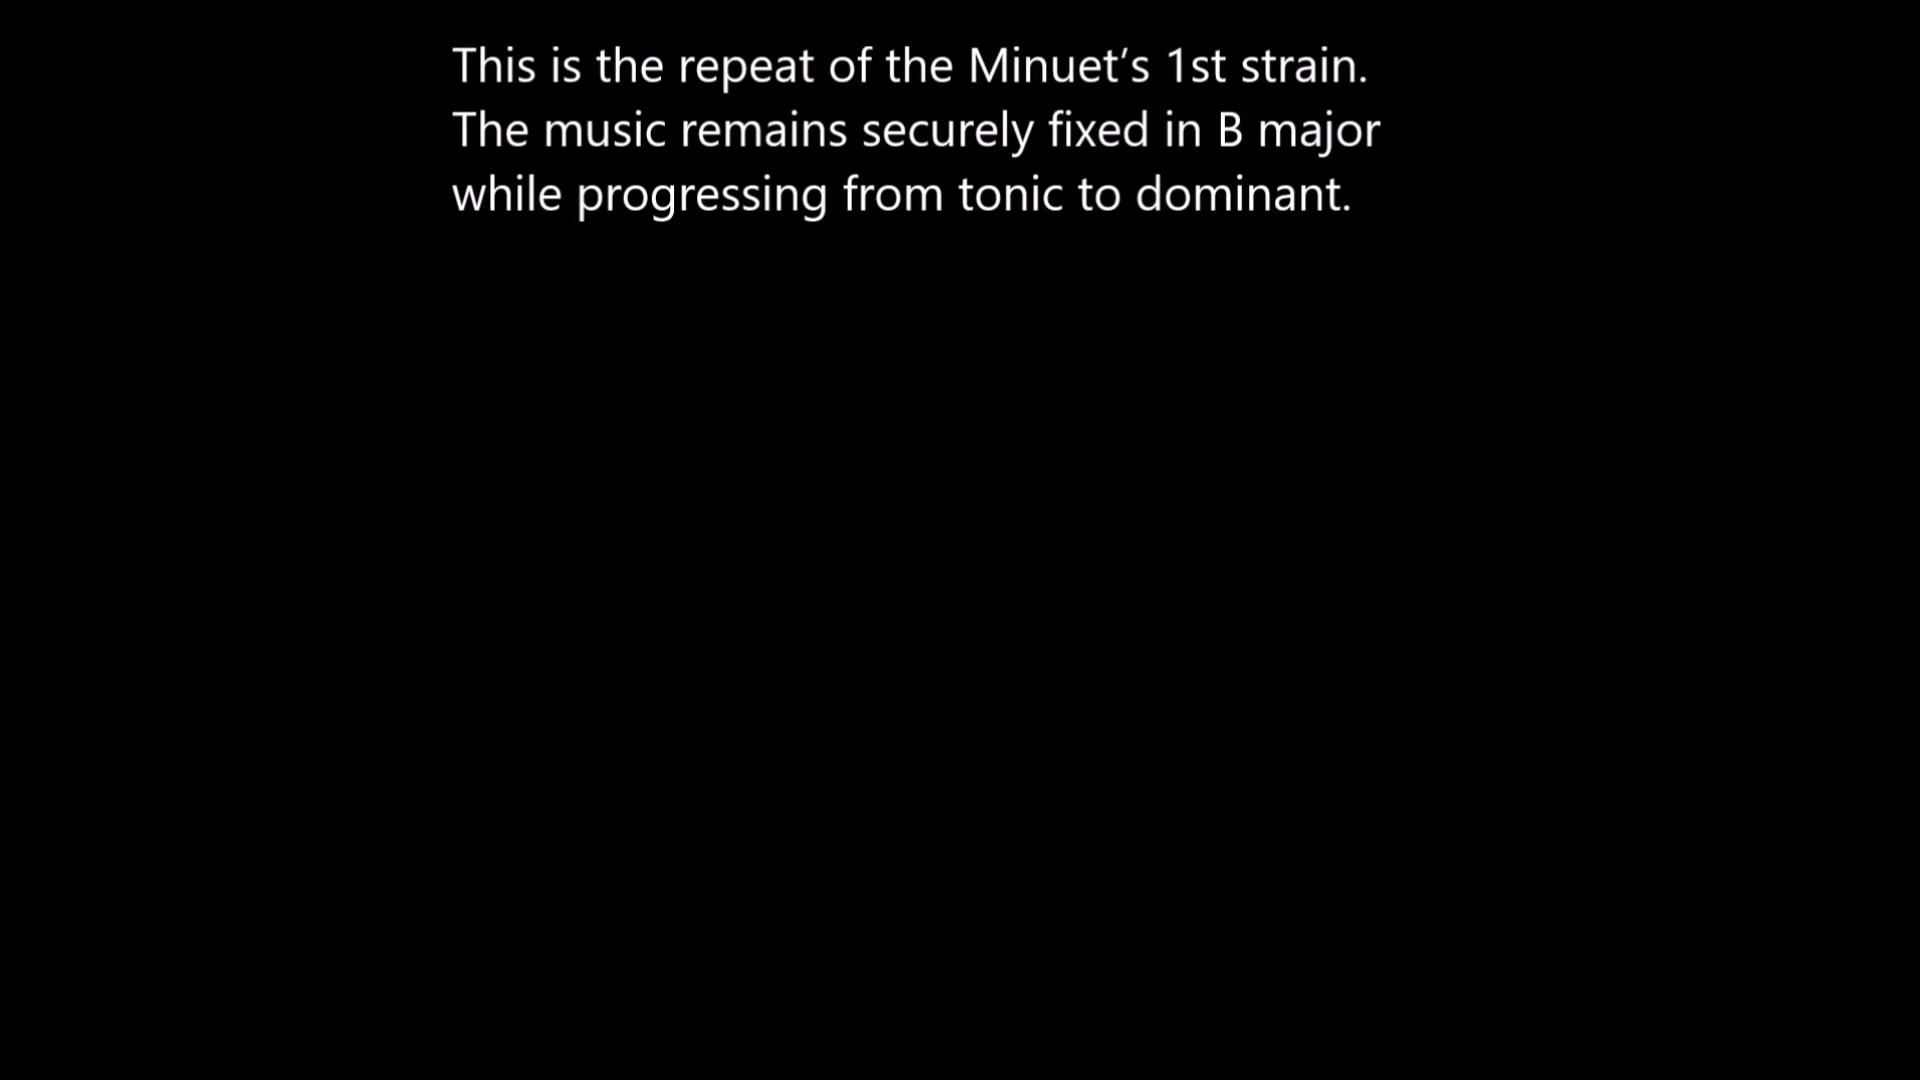 This is the repeat of the Minuet’s 1st strain.
The music remains securely fixed in B major
while progressing from tonic to dominant.